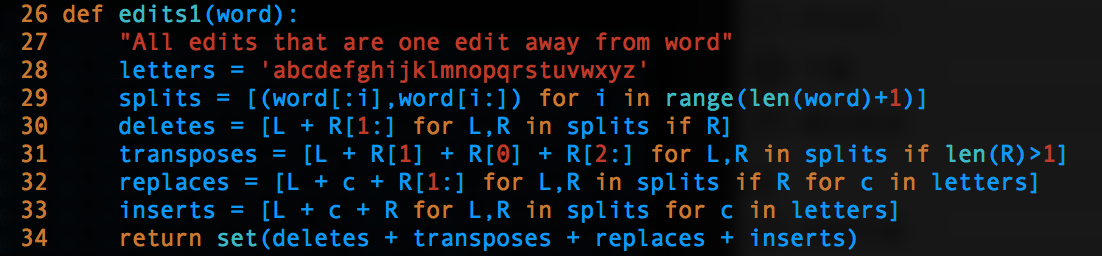 26 def edits1(word):
27     "All edits that are one edit away from word"
28     letters = 'abcdefghijklmnopqrstuvwxyz'
29     splits = [(word[:i],word[i:]) for i in range(len(word)+1)]
30     deletes = [L + R[1:] for L,R in splits if R]
31     transposes = [L + R[1] + R[0] + R[2:] for L,R in splits if len(R)>1]
32     replaces = [L + c + R[1:] for L,R in splits if R for c in letters]
33     inserts = [L + c + R for L,R in splits for c in letters]
34     return set(deletes + transposes + replaces + inserts)